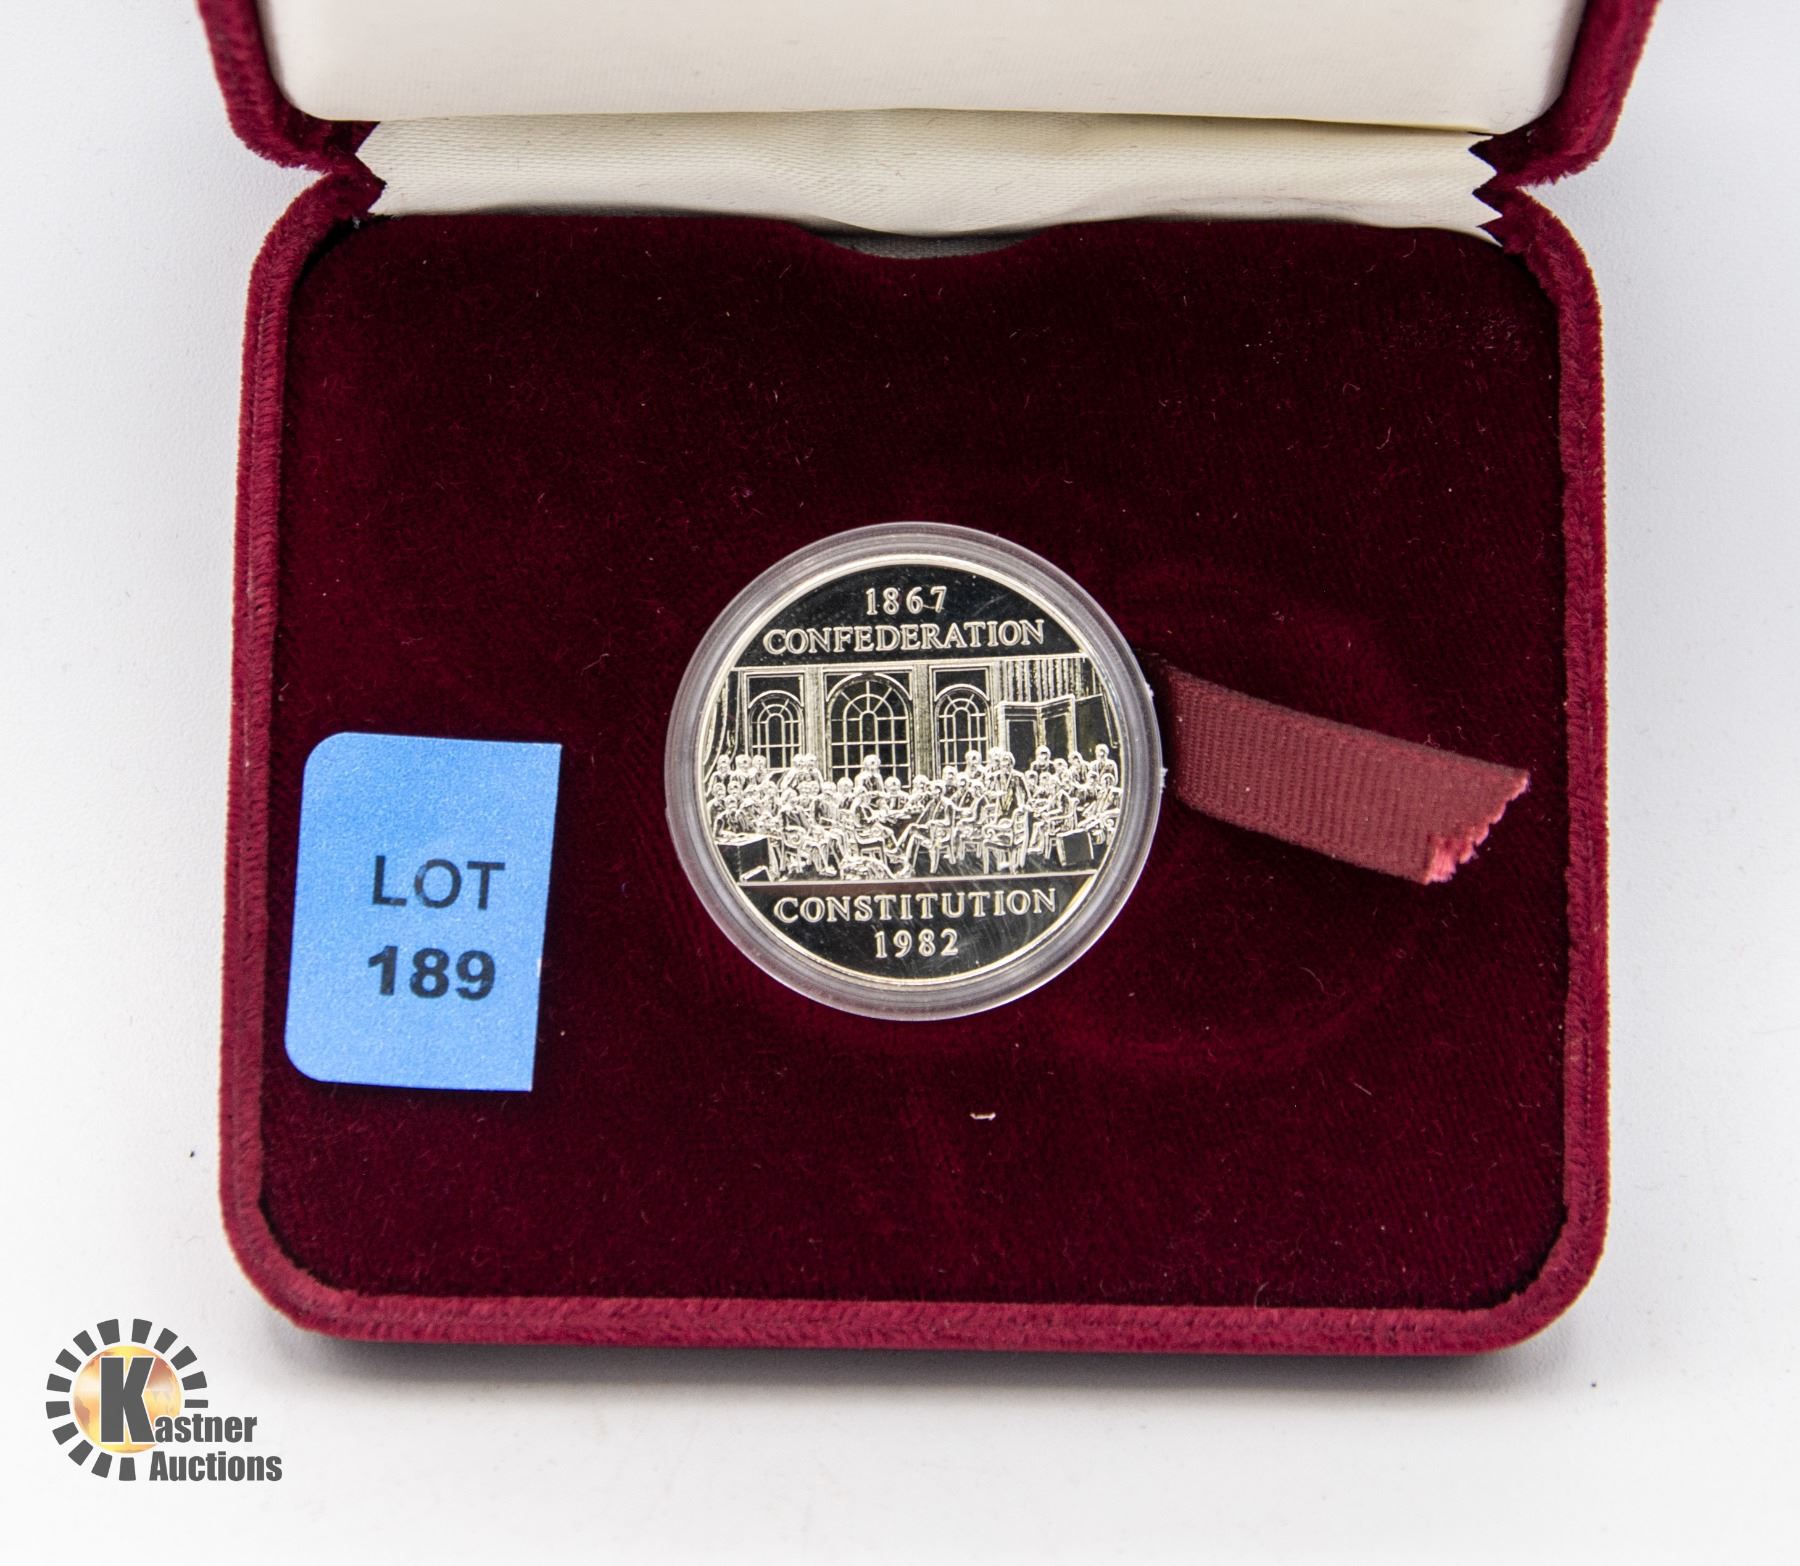 1867
CONFEDERATION
CONSTITUTION
1982
LOT
189
Kastner
Auctions